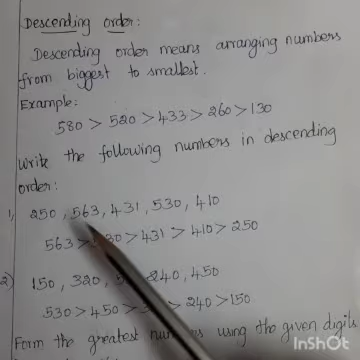 Descending order:
Descending order means arranging numbers
from biggest to smallest.
Example:
580 > 520 > 433 > 260 > 130
Write the following numbers in descending
order:
1) 250, 563, 431, 530, 410
563 > 30 > 431 > 410 > 250
2) 150, 320, 240, 450
530 > 450 > > 240 > 150
Form the greatest numbers using the given digits
InShot